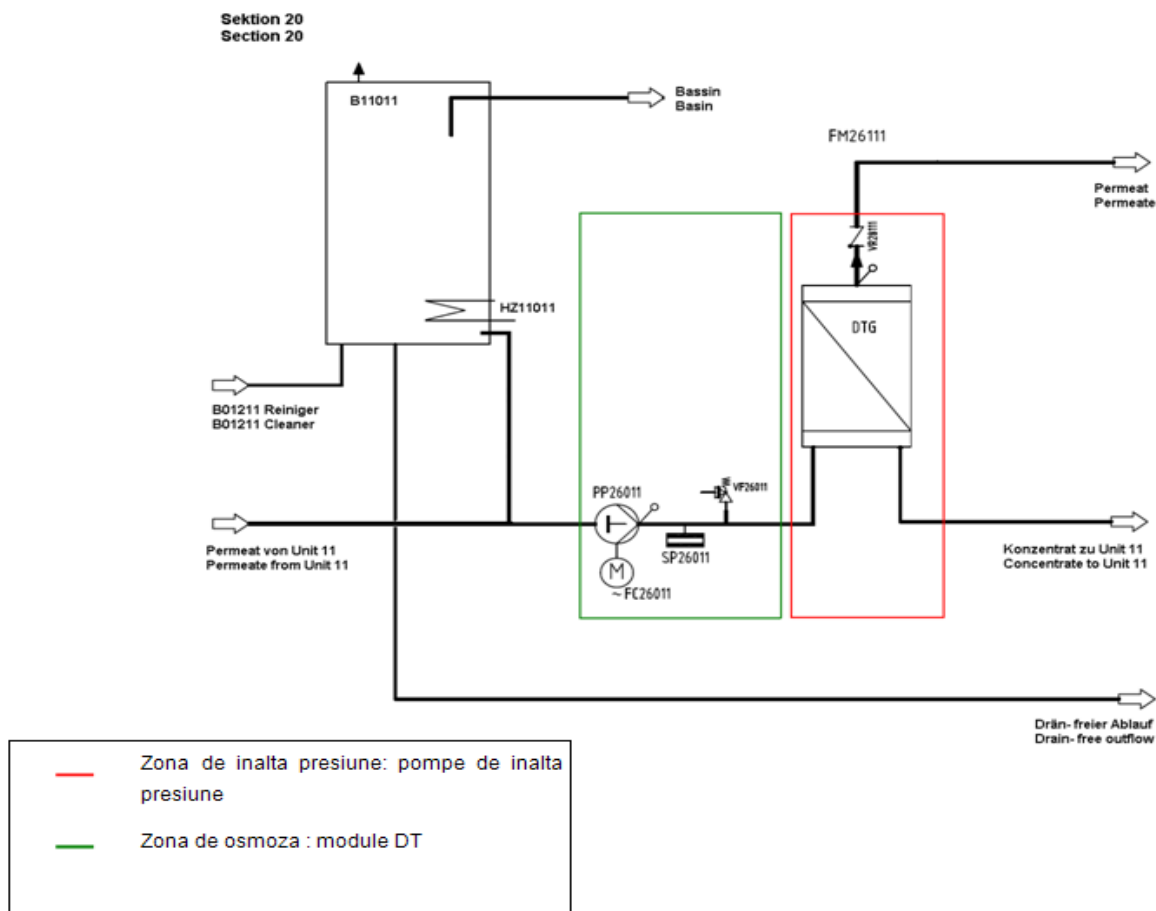 Sektion 20
Section 20
B11011
Bassin
Basin
FM26111
Permeat
Permeate
VR26111
HZ11011
DTG
B01211 Reiniger
B01211 Cleaner
PP26011
VF26011
Permeat von Unit 11
Permeate from Unit 11
SP26011
M
~ FC26011
Konzentrat zu Unit 11
Concentrate to Unit 11
Drän- freier Ablauf
Drain- free outflow
Zona de inalta presiune: pompe de inalta
presiune
Zona de osmoza : module DT